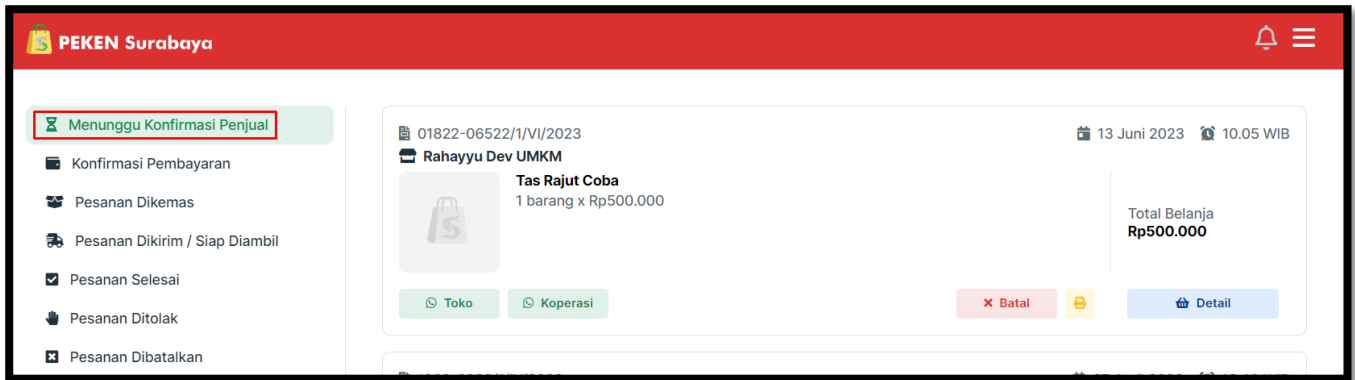 PEKEN Surabaya
Menunggu Konfirmasi Penjual
Konfirmasi Pembayaran
Pesanan Dikemas
Pesanan Dikirim / Siap Diambil
Pesanan Selesai
Pesanan Ditolak
Pesanan Dibatalkan
01822-06522/1/VI/2023
13 Juni 2023 10.05 WIB
Rahayyu Dev UMKM
Tas Rajut Coba
1 barang x Rp500.000
Total Belanja
Rp500.000
Toko
Koperasi
Batal
Detail